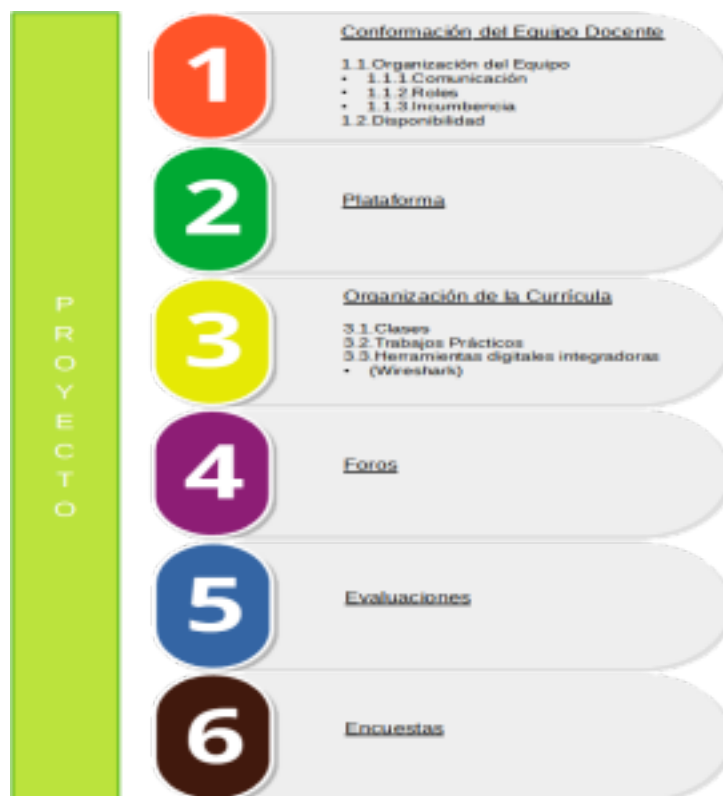 PROYECTO
1
Conformación del Equipo Docente
1.1.Organización del Equipo
• 1.1.1.Comunicación
• 1.1.2.Roles
• 1.1.3.Incumbencia
1.2.Disponibilidad
2
Plataforma
3
Organización de la Currícula
3.1.Clases
3.2.Trabajos Prácticos
3.3.Herramientas digitales integradoras
• (Wireshark)
4
Foros
5
Evaluaciones
6
Encuestas